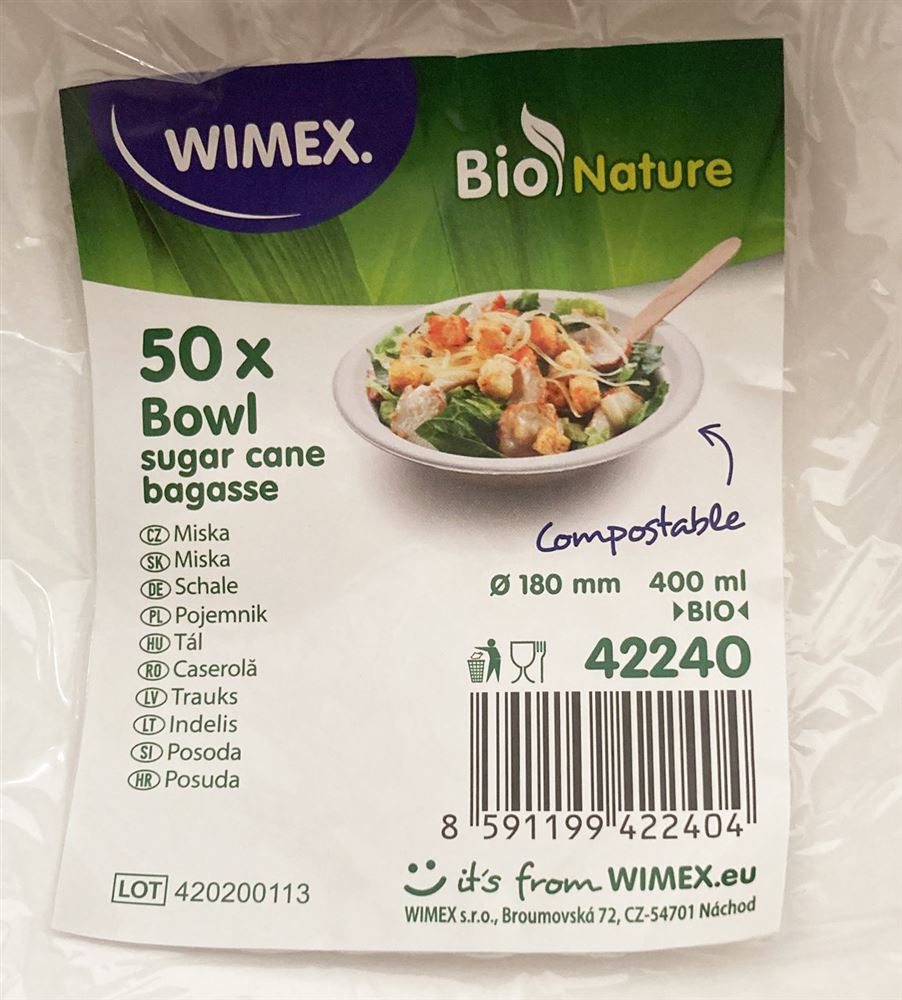 WIMEX.
Bio Nature
50 x
Bowl
sugar cane
bagasse
CZ Miska
SK Miska
DE Schale
PL Pojemnik
HU Tál
RO Caserolă
LV Trauks
LT Indelis
SI Posoda
HR Posuda
Compostable
Ø 180 mm 400 ml
BIO
42240
8 591199 422404
it's from WIMEX.eu
WIMEX s.r.o., Broumovská 72, CZ-54701 Náchod
LOT 420200113